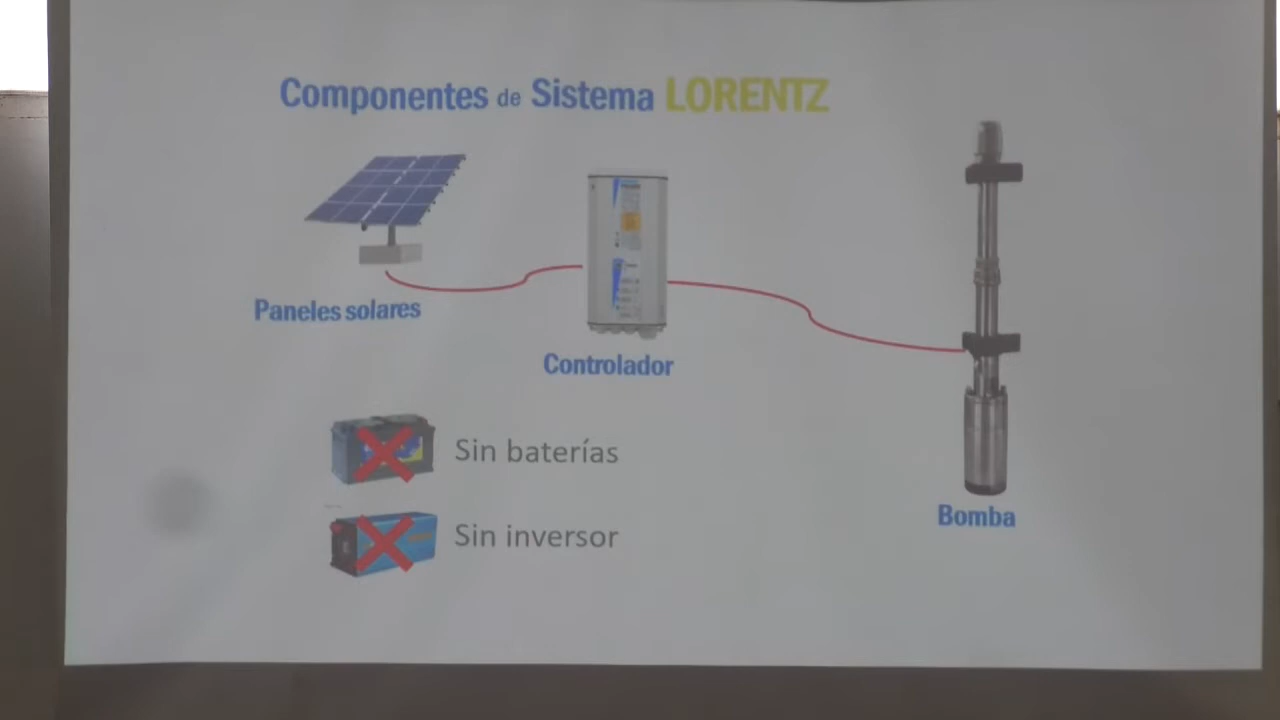 Componentes de Sistema LORENTZ
Paneles solares
Controlador
Sin baterías
Sin inversor
Bomba